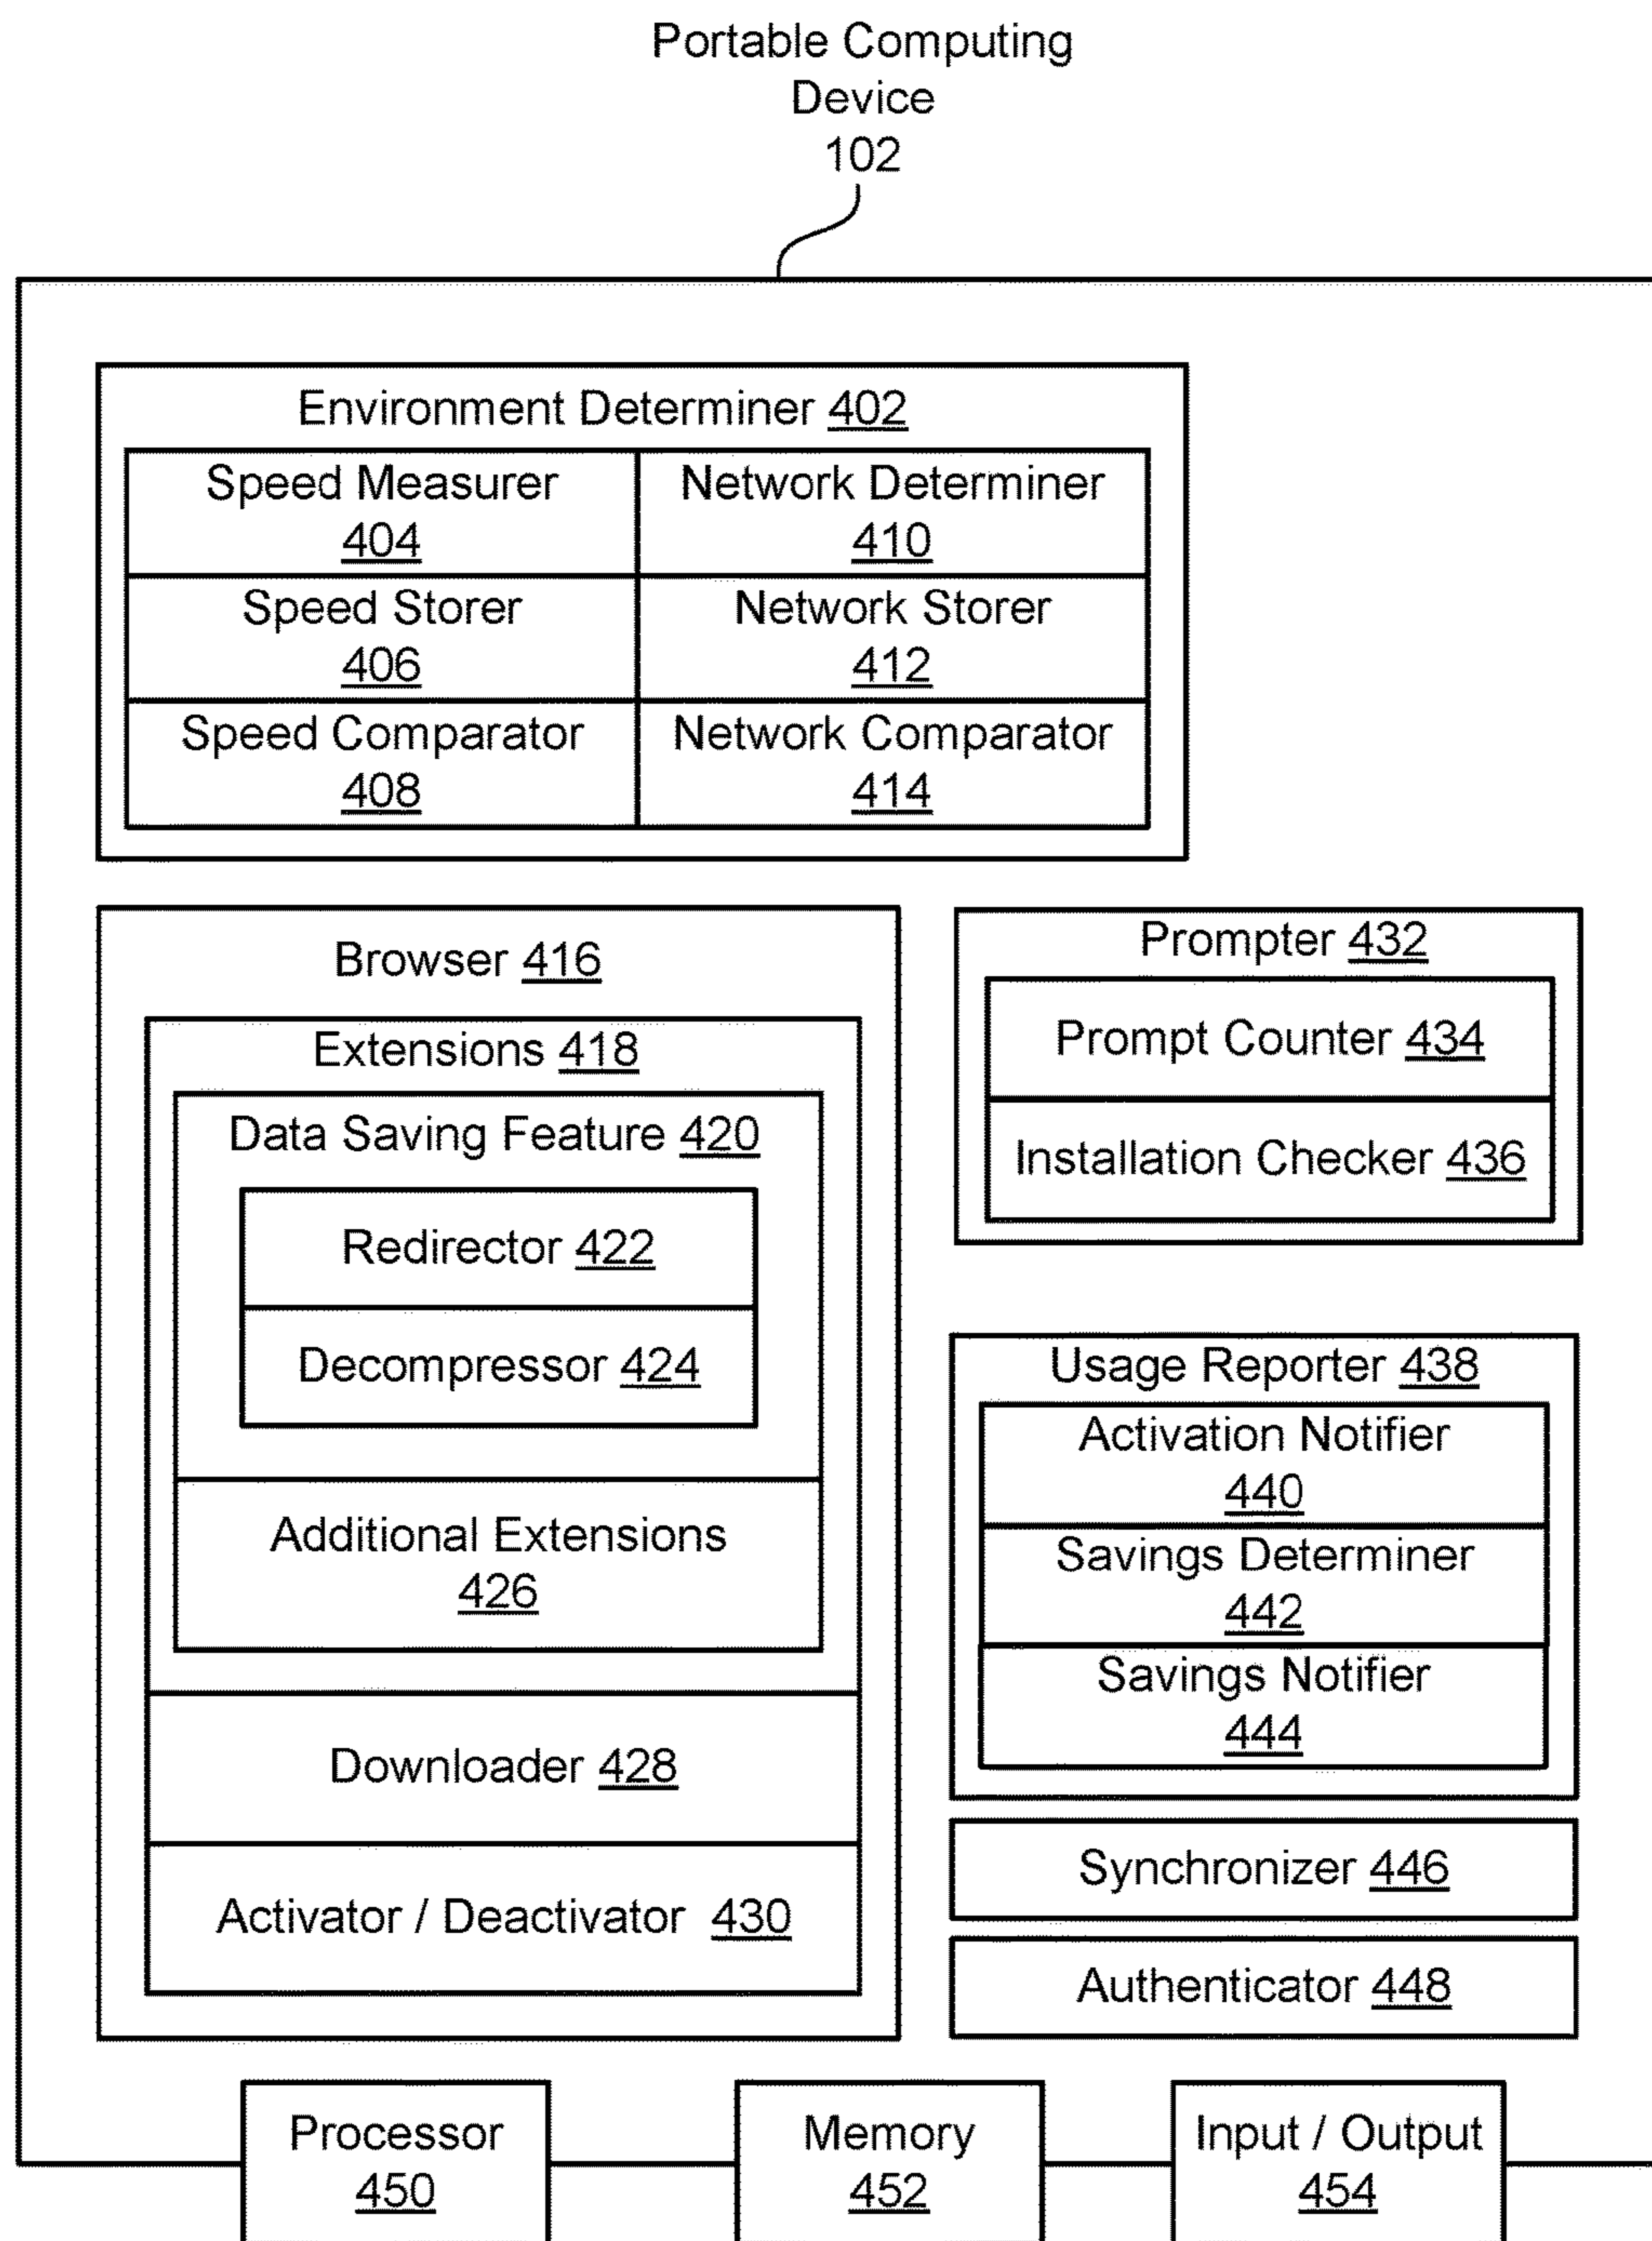 Portable Computing
Device
102
Environment Determiner 402
Speed Measurer
404
Network Determiner
410
Speed Storer
406
Network Storer
412
Speed Comparator
408
Network Comparator
414
Browser 416
Extensions 418
Data Saving Feature 420
Redirector 422
Decompressor 424
Additional Extensions
426
Downloader 428
Activator / Deactivator 430
Prompter 432
Prompt Counter 434
Installation Checker 436
Usage Reporter 438
Activation Notifier
440
Savings Determiner
442
Savings Notifier
444
Synchronizer 446
Authenticator 448
Processor
450
Memory
452
Input / Output
454